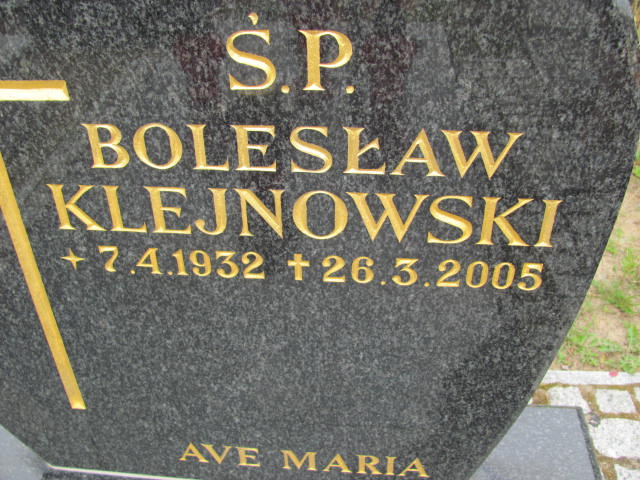 Ś.P.
BOLESŁAW
KLEJNOWSKI
+ 7.4.1932 ✝ 26.3.2005
AVE MARIA